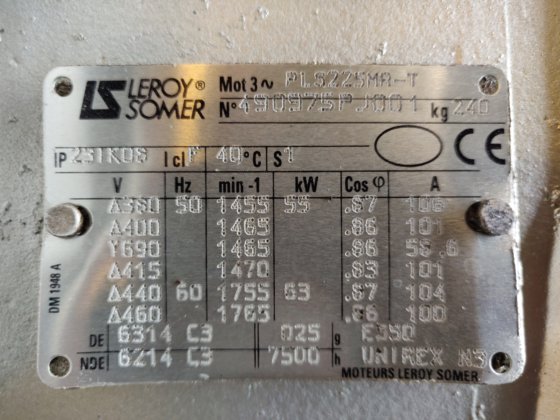 LEROY® SOMER
Mot 3~ PLS225MR-T
N° 490975PJ001 kg 240
IP 23IK08 I cl F 40°C S1 CE
V Hz min-1 kW Cos φ A
Δ380 50 1455 55 .87 106
Δ400 1465 .86 101
Y690 1465 .86 58.6
Δ415 1470 .83 101
Δ440 60 1755 63 .87 104
Δ460 1765 .86 100
DE 6314 C3 025 g E350
NDE 6214 C3 7500 h UNIREX N3
DM 1948 A
MOTEURS LEROY SOMER